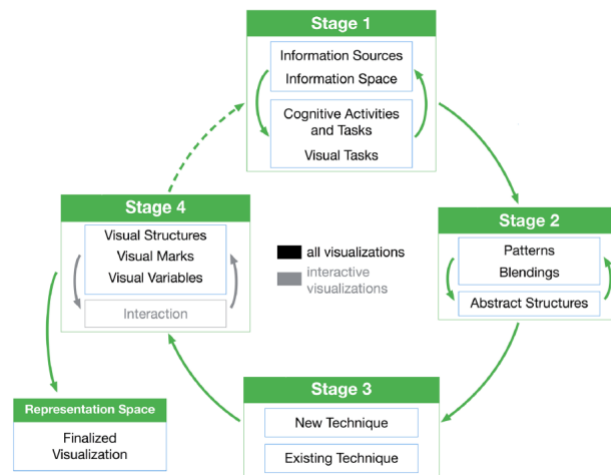 Stage 1
Information Sources
Information Space
Cognitive Activities
and Tasks
Visual Tasks
Stage 2
Patterns
Blendings
Abstract Structures
Stage 4
Visual Structures
Visual Marks
Visual Variables
Interaction
all visualizations
interactive
visualizations
Stage 3
New Technique
Existing Technique
Representation Space
Finalized
Visualization